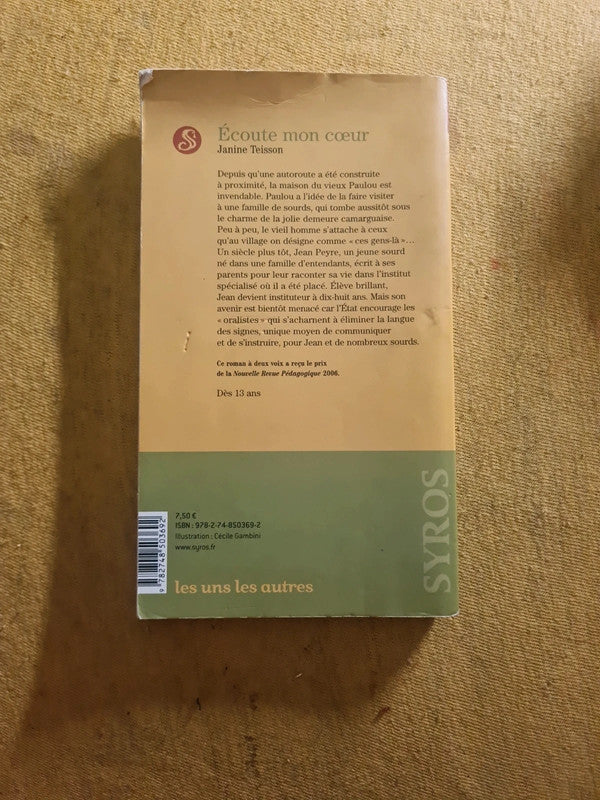 S
Écoute mon cœur
Janine Teisson
Depuis qu'une autoroute a été construite
à proximité, la maison du vieux Paulou est
invendable. Paulou a l'idée de la faire visiter
à une famille de sourds, qui tombe aussitôt sous
le charme de la jolie demeure camarguaise.
Peu à peu, le vieil homme s'attache à ceux
qu'au village on désigne comme « ces gens-là »...
Un siècle plus tôt, Jean Peyre, un jeune sourd
né dans une famille d'entendants, écrit à ses
parents pour leur raconter sa vie dans l'institut
spécialisé où il a été placé. Élève brillant,
Jean devient instituteur à dix-huit ans. Mais son
avenir est bientôt menacé car l'État encourage les
« oralistes » qui s'acharnent à éliminer la langue
des signes, unique moyen de communiquer
et de s'instruire, pour Jean et de nombreux sourds.
Ce roman à deux voix a reçu le prix
de la Nouvelle Revue Pédagogique 2006.
Dès 13 ans
7,50 €
ISBN : 978-2-74-850369-2
Illustration : Cécile Gambini
www.syros.fr
les uns les autres
SYROS
9 782748 503692